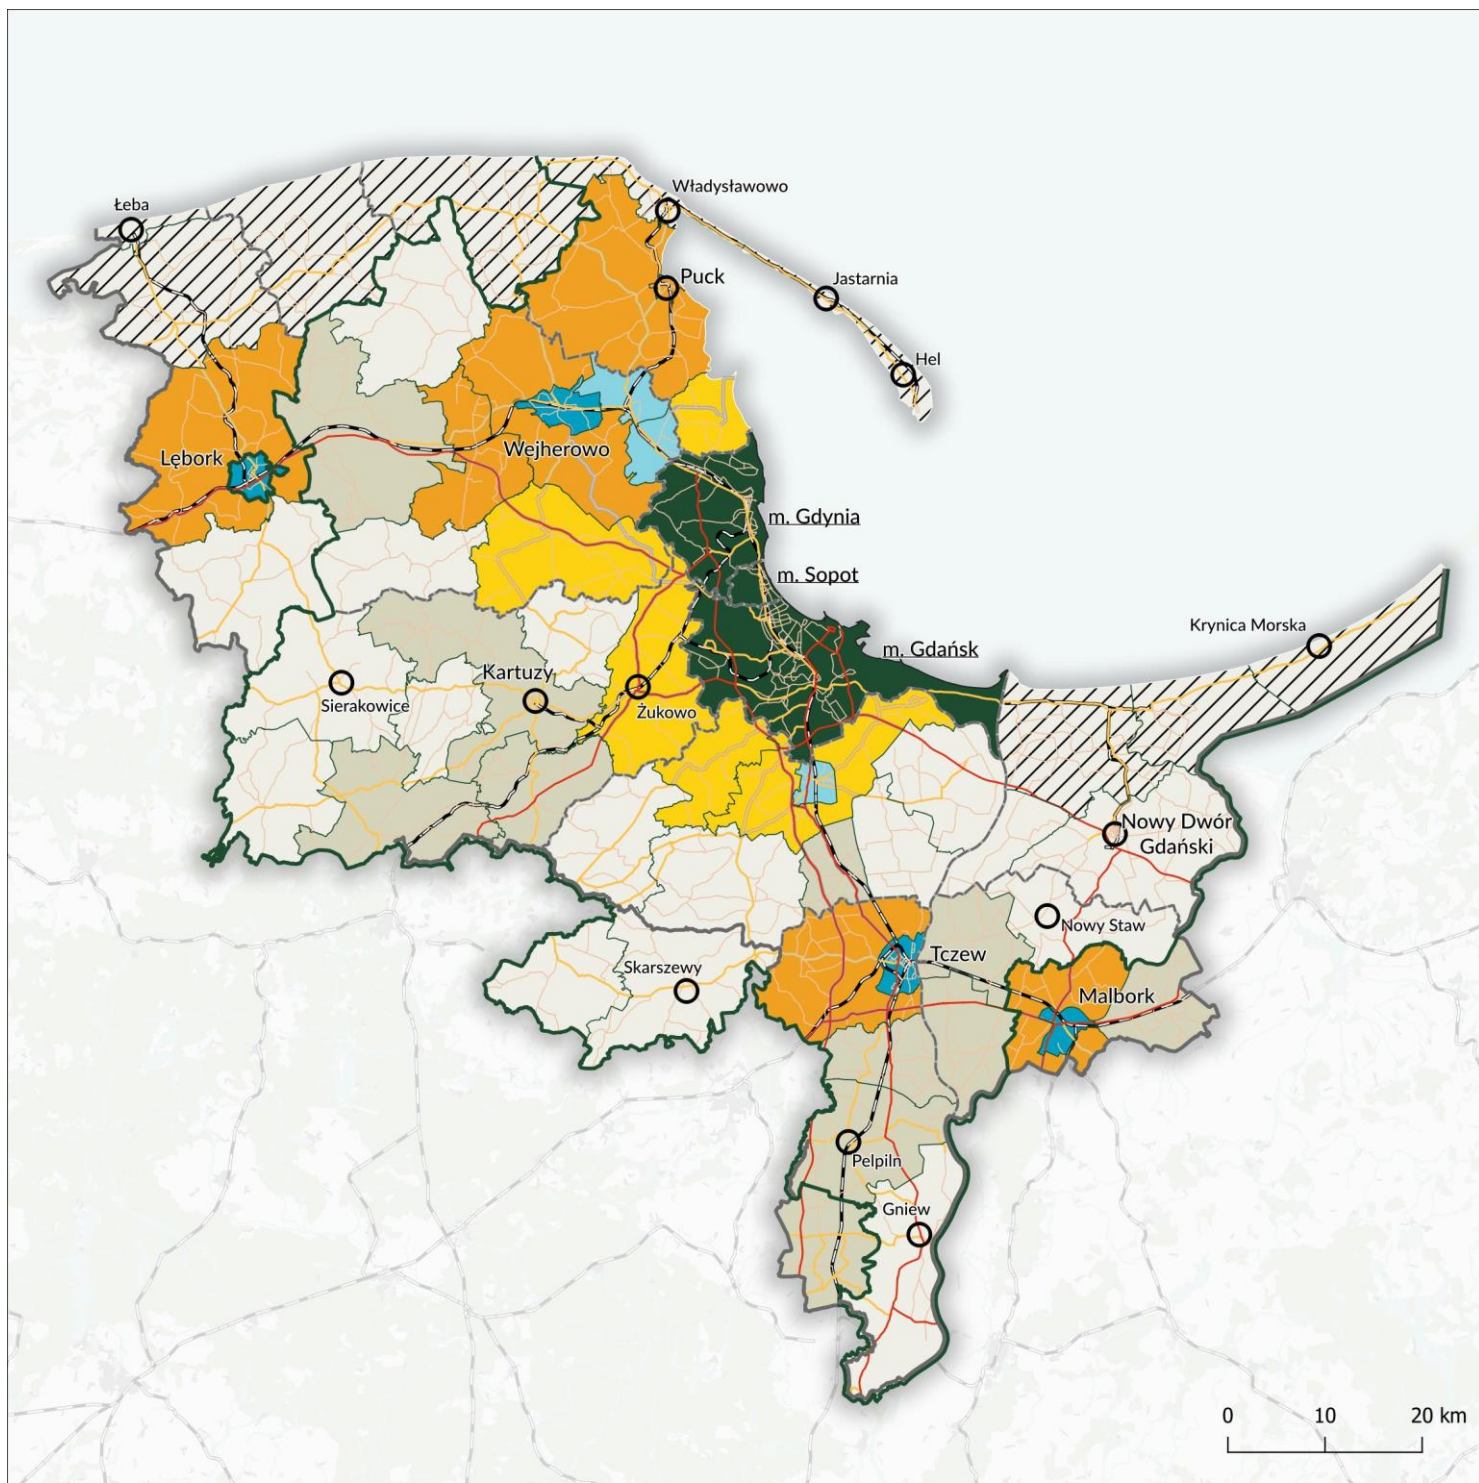 Łeba
Władysławowo
Puck
Jastarnia
Hel
Lębork
Wejherowo
m. Gdynia
m. Sopot
Krynica Morska
m. Gdańsk
Kartuzy
Sierakowice
Żukowo
Nowy Dwór
Gdański
Nowy Staw
Tczew
Skarszewy
Malbork
Pelpiln
Gniew
0 10 20 km